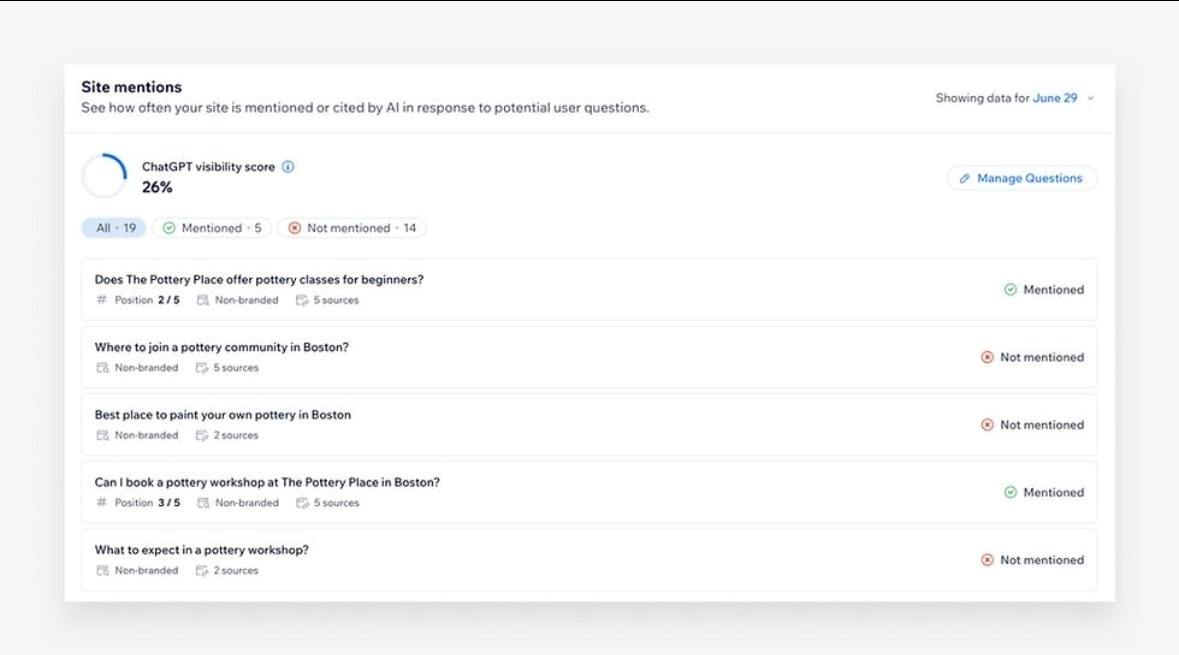 Site mentions
See how often your site is mentioned or cited by AI in response to potential user questions.
Showing data for June 29
ChatGPT visibility score
26%
Manage Questions
All · 19
Mentioned · 5
Not mentioned · 14
Does The Pottery Place offer pottery classes for beginners?
# Position 2 / 5 Non-branded 5 sources
Mentioned
Where to join a pottery community in Boston?
Non-branded 5 sources
Not mentioned
Best place to paint your own pottery in Boston
Non-branded 2 sources
Not mentioned
Can I book a pottery workshop at The Pottery Place in Boston?
# Position 3 / 5 Non-branded 5 sources
Mentioned
What to expect in a pottery workshop?
Non-branded 2 sources
Not mentioned